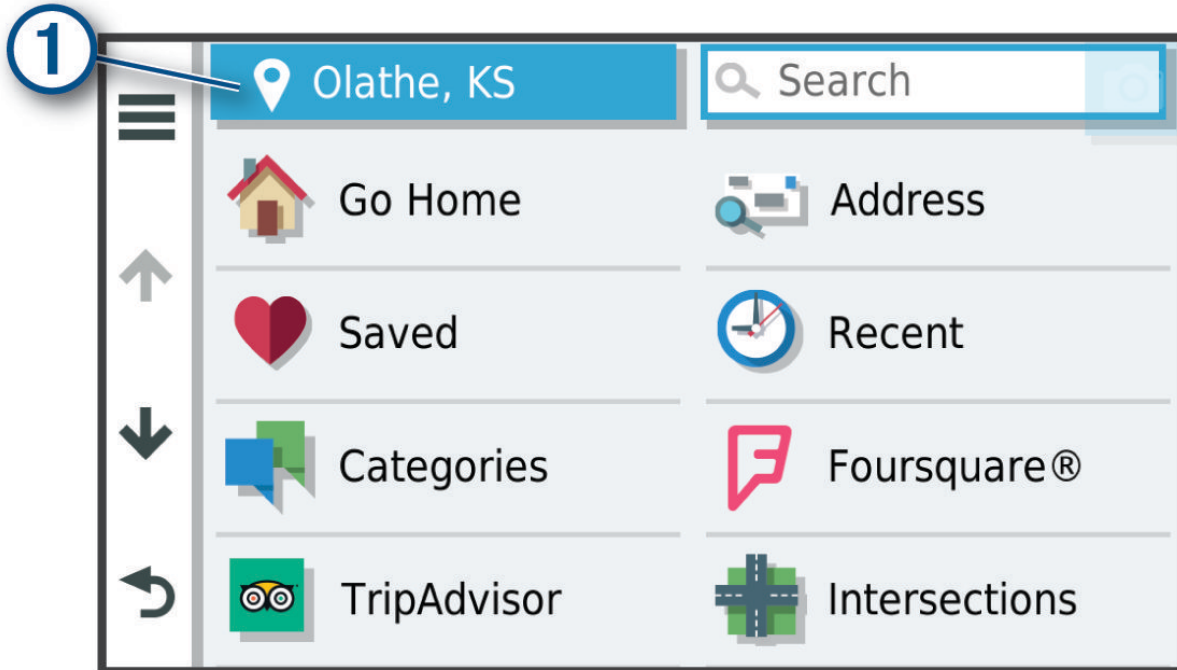 1
Olathe, KS
Search
Go Home
Address
Saved
Recent
Categories
Foursquare®
TripAdvisor
Intersections